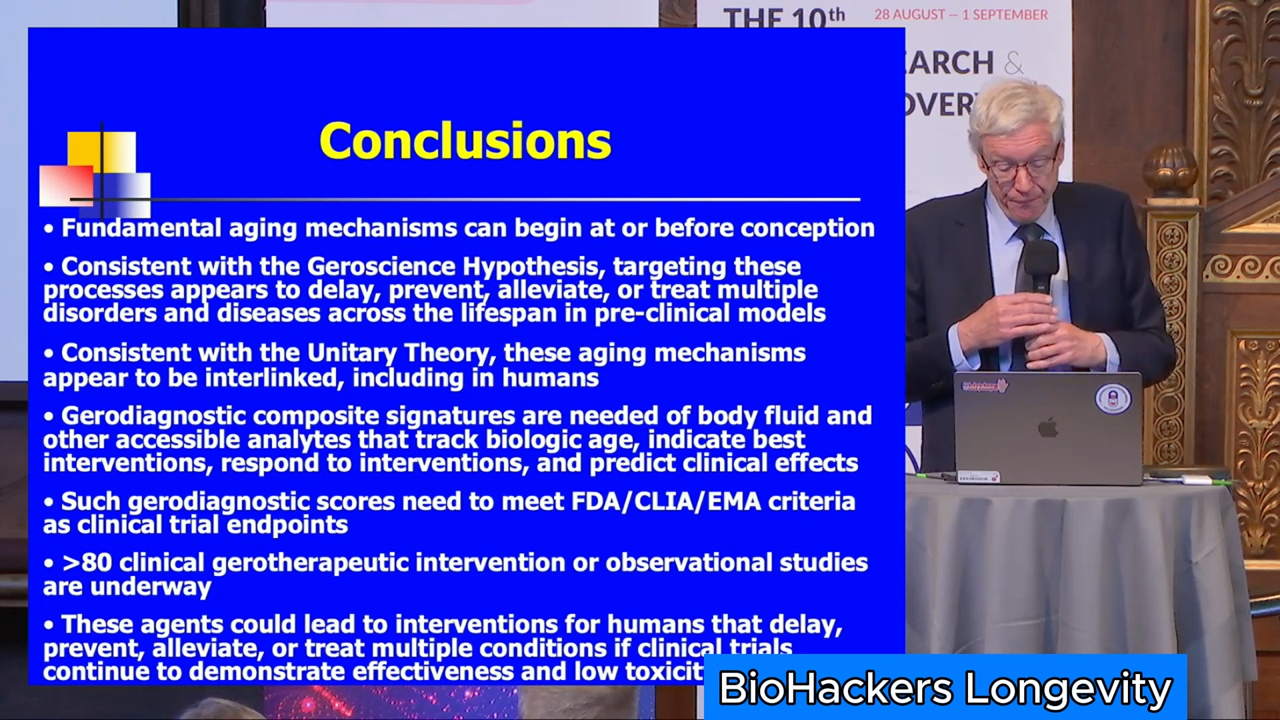 THE 10th
28 AUGUST – 1 SEPTEMBER
EARCH &
OVER
Conclusions
• Fundamental aging mechanisms can begin at or before conception
• Consistent with the Geroscience Hypothesis, targeting these
processes appears to delay, prevent, alleviate, or treat multiple
disorders and diseases across the lifespan in pre-clinical models
• Consistent with the Unitary Theory, these aging mechanisms
appear to be interlinked, including in humans
• Gerodiagnostic composite signatures are needed of body fluid and
other accessible analytes that track biologic age, indicate best
interventions, respond to interventions, and predict clinical effects
• Such gerodiagnostic scores need to meet FDA/CLIA/EMA criteria
as clinical trial endpoints
• >80 clinical gerotherapeutic intervention or observational studies
are underway
• These agents could lead to interventions for humans that delay,
prevent, alleviate, or treat multiple conditions if clinical trials
continue to demonstrate effectiveness and low toxicit
BioHackers Longevity